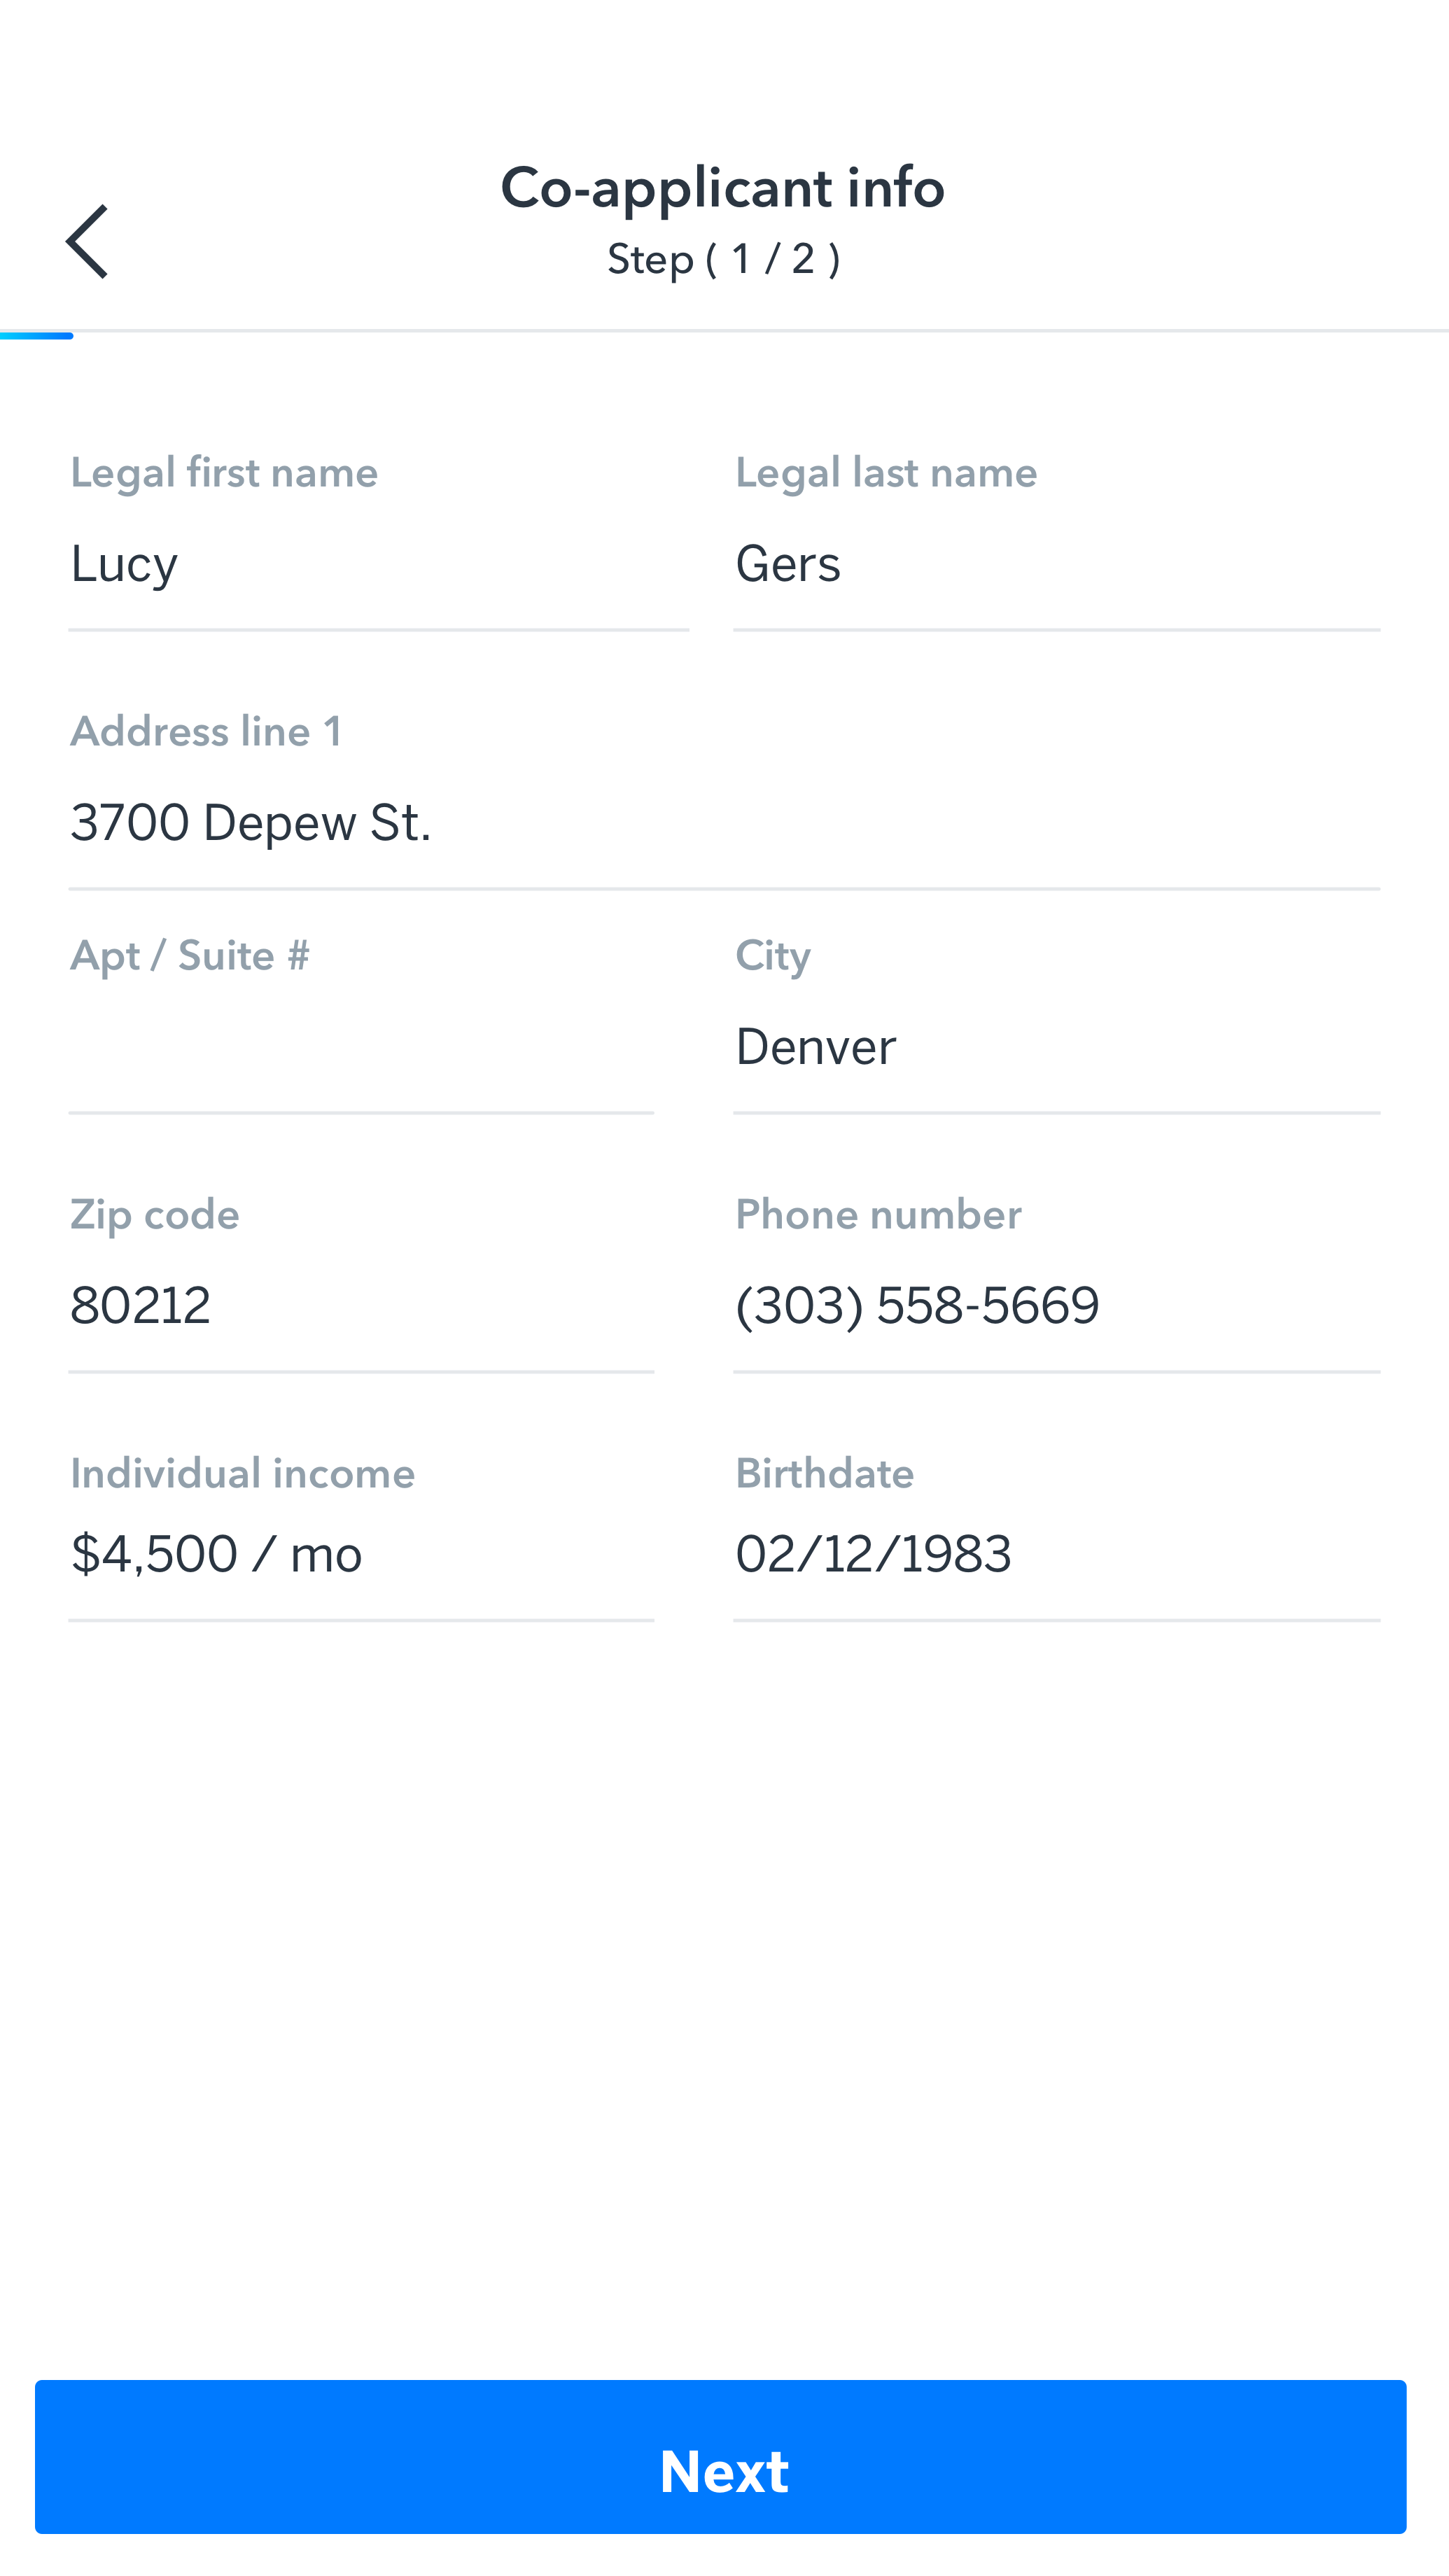 Co-applicant info
Step ( 1 / 2 )
Legal first name
Legal last name
Lucy
Gers
Address line 1
3700 Depew St.
Apt / Suite #
City
Denver
Zip code
Phone number
80212
(303) 558-5669
Individual income
Birthdate
$4,500 / mo
02/12/1983
Next